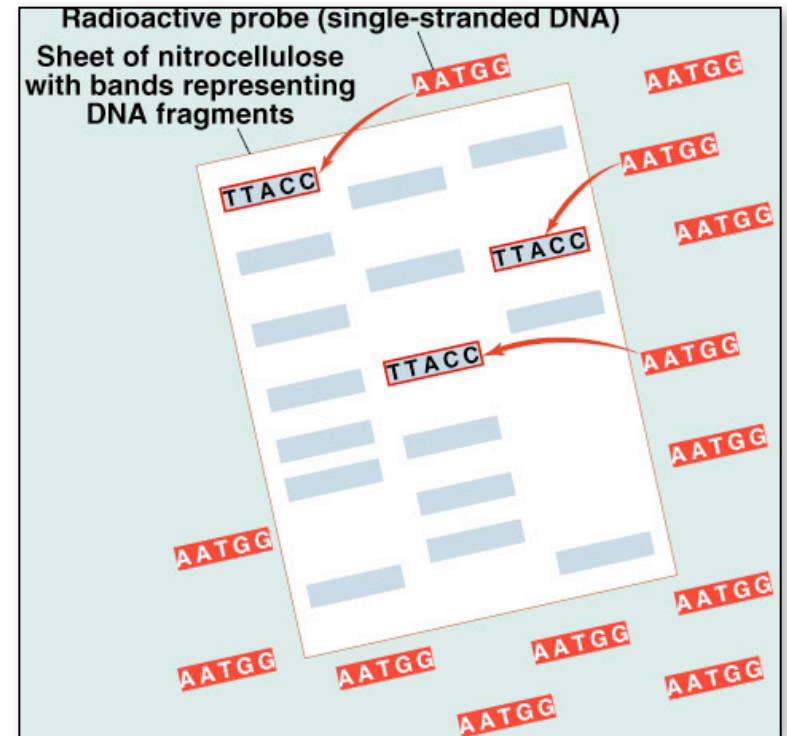 Radioactive probe (single-stranded DNA)
Sheet of nitrocellulose
with bands representing
DNA fragments
AATGG
AATGG
AATGG
TTACC
AATGG
TTACC
AATGG
TTACC
AATGG
AATGG
AATGG
AATGG
AATGG
AATGG
AATGG
AATGG